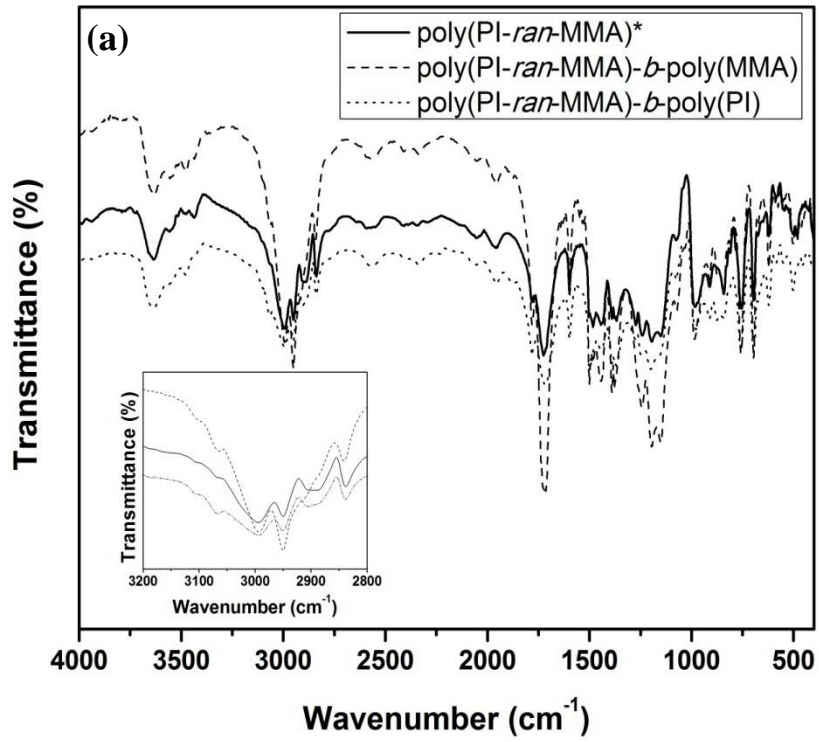 (a)
poly(PI-ran-MMA)*
poly(PI-ran-MMA)-b-poly(MMA)
poly(PI-ran-MMA)-b-poly(PI)
Transmittance (%)
Transmittance (%)
3200 3100 3000 2900 2800
Wavenumber (cm⁻¹)
4000 3500 3000 2500 2000 1500 1000 500
Wavenumber (cm⁻¹)